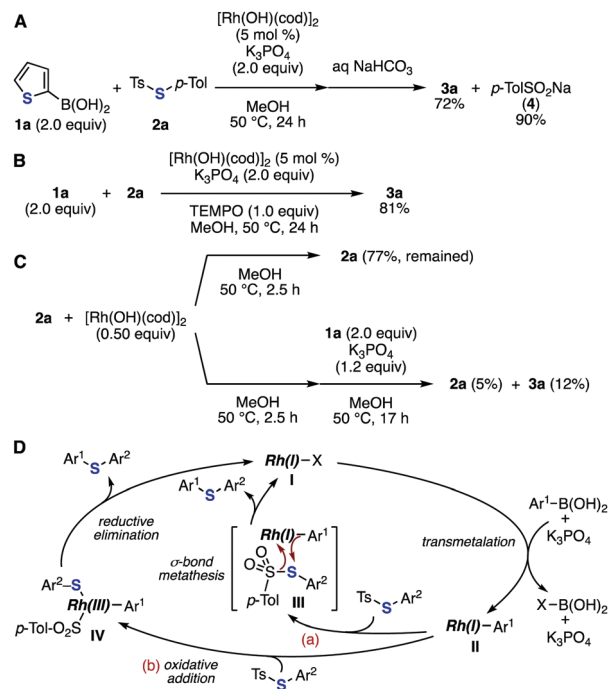 A
[Rh(OH)(cod)]2
(5 mol %)
K3PO4
(2.0 equiv)
aq NaHCO3
S
B(OH)2
+
Ts
S
p-Tol
3a
72%
+
p-TolSO2Na
(4)
90%
1a (2.0 equiv)
2a
MeOH
50 °C, 24 h
B
[Rh(OH)(cod)]2 (5 mol %)
K3PO4 (2.0 equiv)
1a
(2.0 equiv)
+
2a
3a
81%
TEMPO (1.0 equiv)
MeOH, 50 °C, 24 h
C
2a (77%, remained)
MeOH
50 °C, 2.5 h
2a + [Rh(OH)(cod)]2
(0.50 equiv)
1a (2.0 equiv)
K3PO4
(1.2 equiv)
2a (5%) + 3a (12%)
MeOH
50 °C, 2.5 h
MeOH
50 °C, 17 h
D
Ar1
S
Ar2
Rh(I)–X
I
Ar1
S
Ar2
reductive
elimination
Ar1–B(OH)2
+
K3PO4
transmetalation
Rh(I)–Ar1
σ-bond
metathesis
O
O
S–S
Ar2
p-Tol
III
X–B(OH)2
+
K3PO4
Ar2–S
Rh(III)–Ar1
p-Tol-O2S
IV
Ts
S
Ar2
(a)
Rh(I)–Ar1
II
(b) oxidative
addition
Ts
S
Ar2